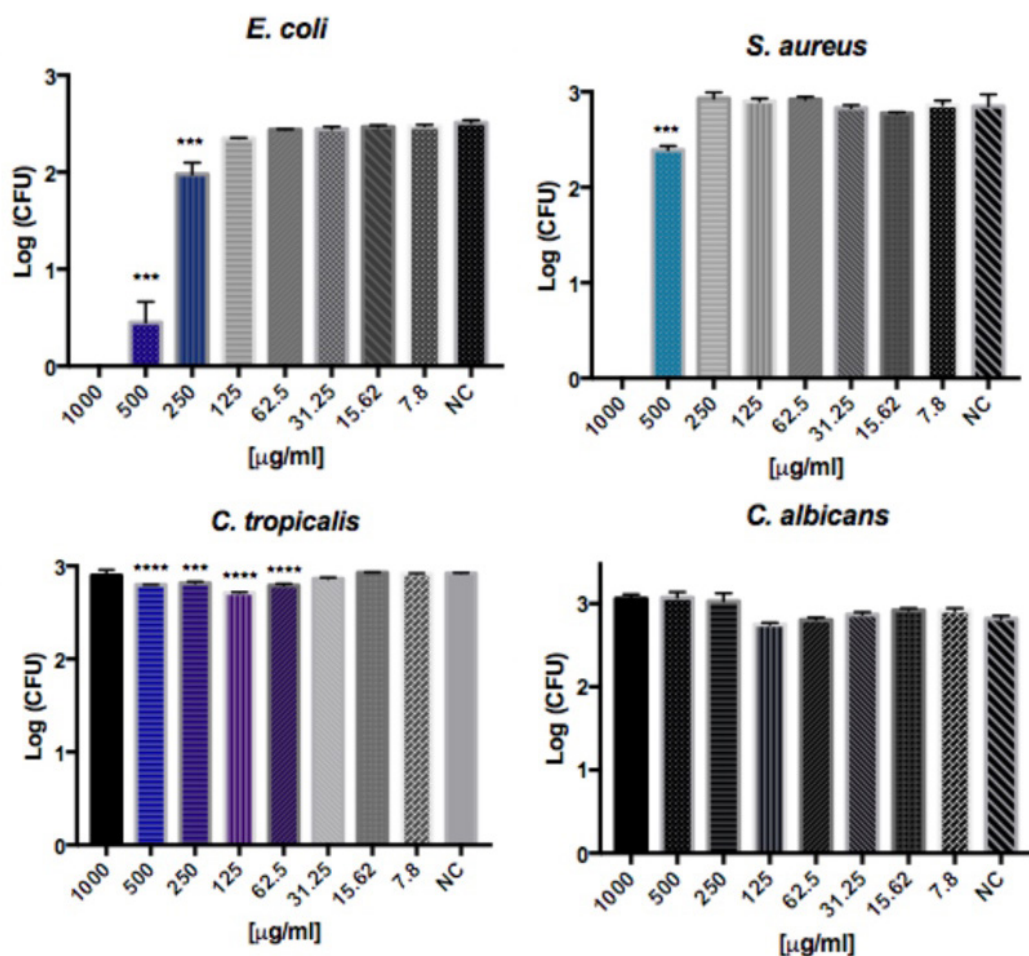 E. coli
3
2
1
0
Log (CFU)
***
***
1000 500 250 125 62.5 31.25 15.62 7.8 NC
[μg/ml]
S. aureus
3
2
1
0
Log (CFU)
***
1000 500 250 125 62.5 31.25 15.62 7.8 NC
[μg/ml]
C. tropicalis
3
2
1
0
Log (CFU)
**** *** **** ****
1000 500 250 125 62.5 31.25 15.62 7.8 NC
[μg/ml]
C. albicans
3
2
1
0
Log (CFU)
1000 500 250 125 62.5 31.25 15.62 7.8 NC
[μg/ml]